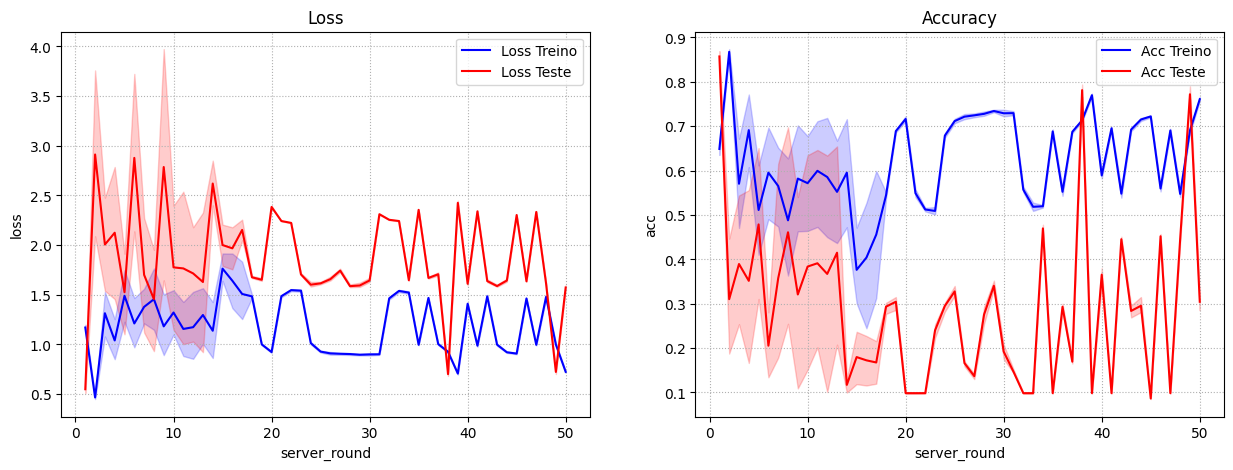 Loss
4.0
3.5
3.0
2.5
2.0
1.5
1.0
0.5
loss
0
10
20
30
40
50
server_round
Loss Treino
Loss Teste
Accuracy
0.9
0.8
0.7
0.6
0.5
0.4
0.3
0.2
0.1
acc
0
10
20
30
40
50
server_round
Acc Treino
Acc Teste